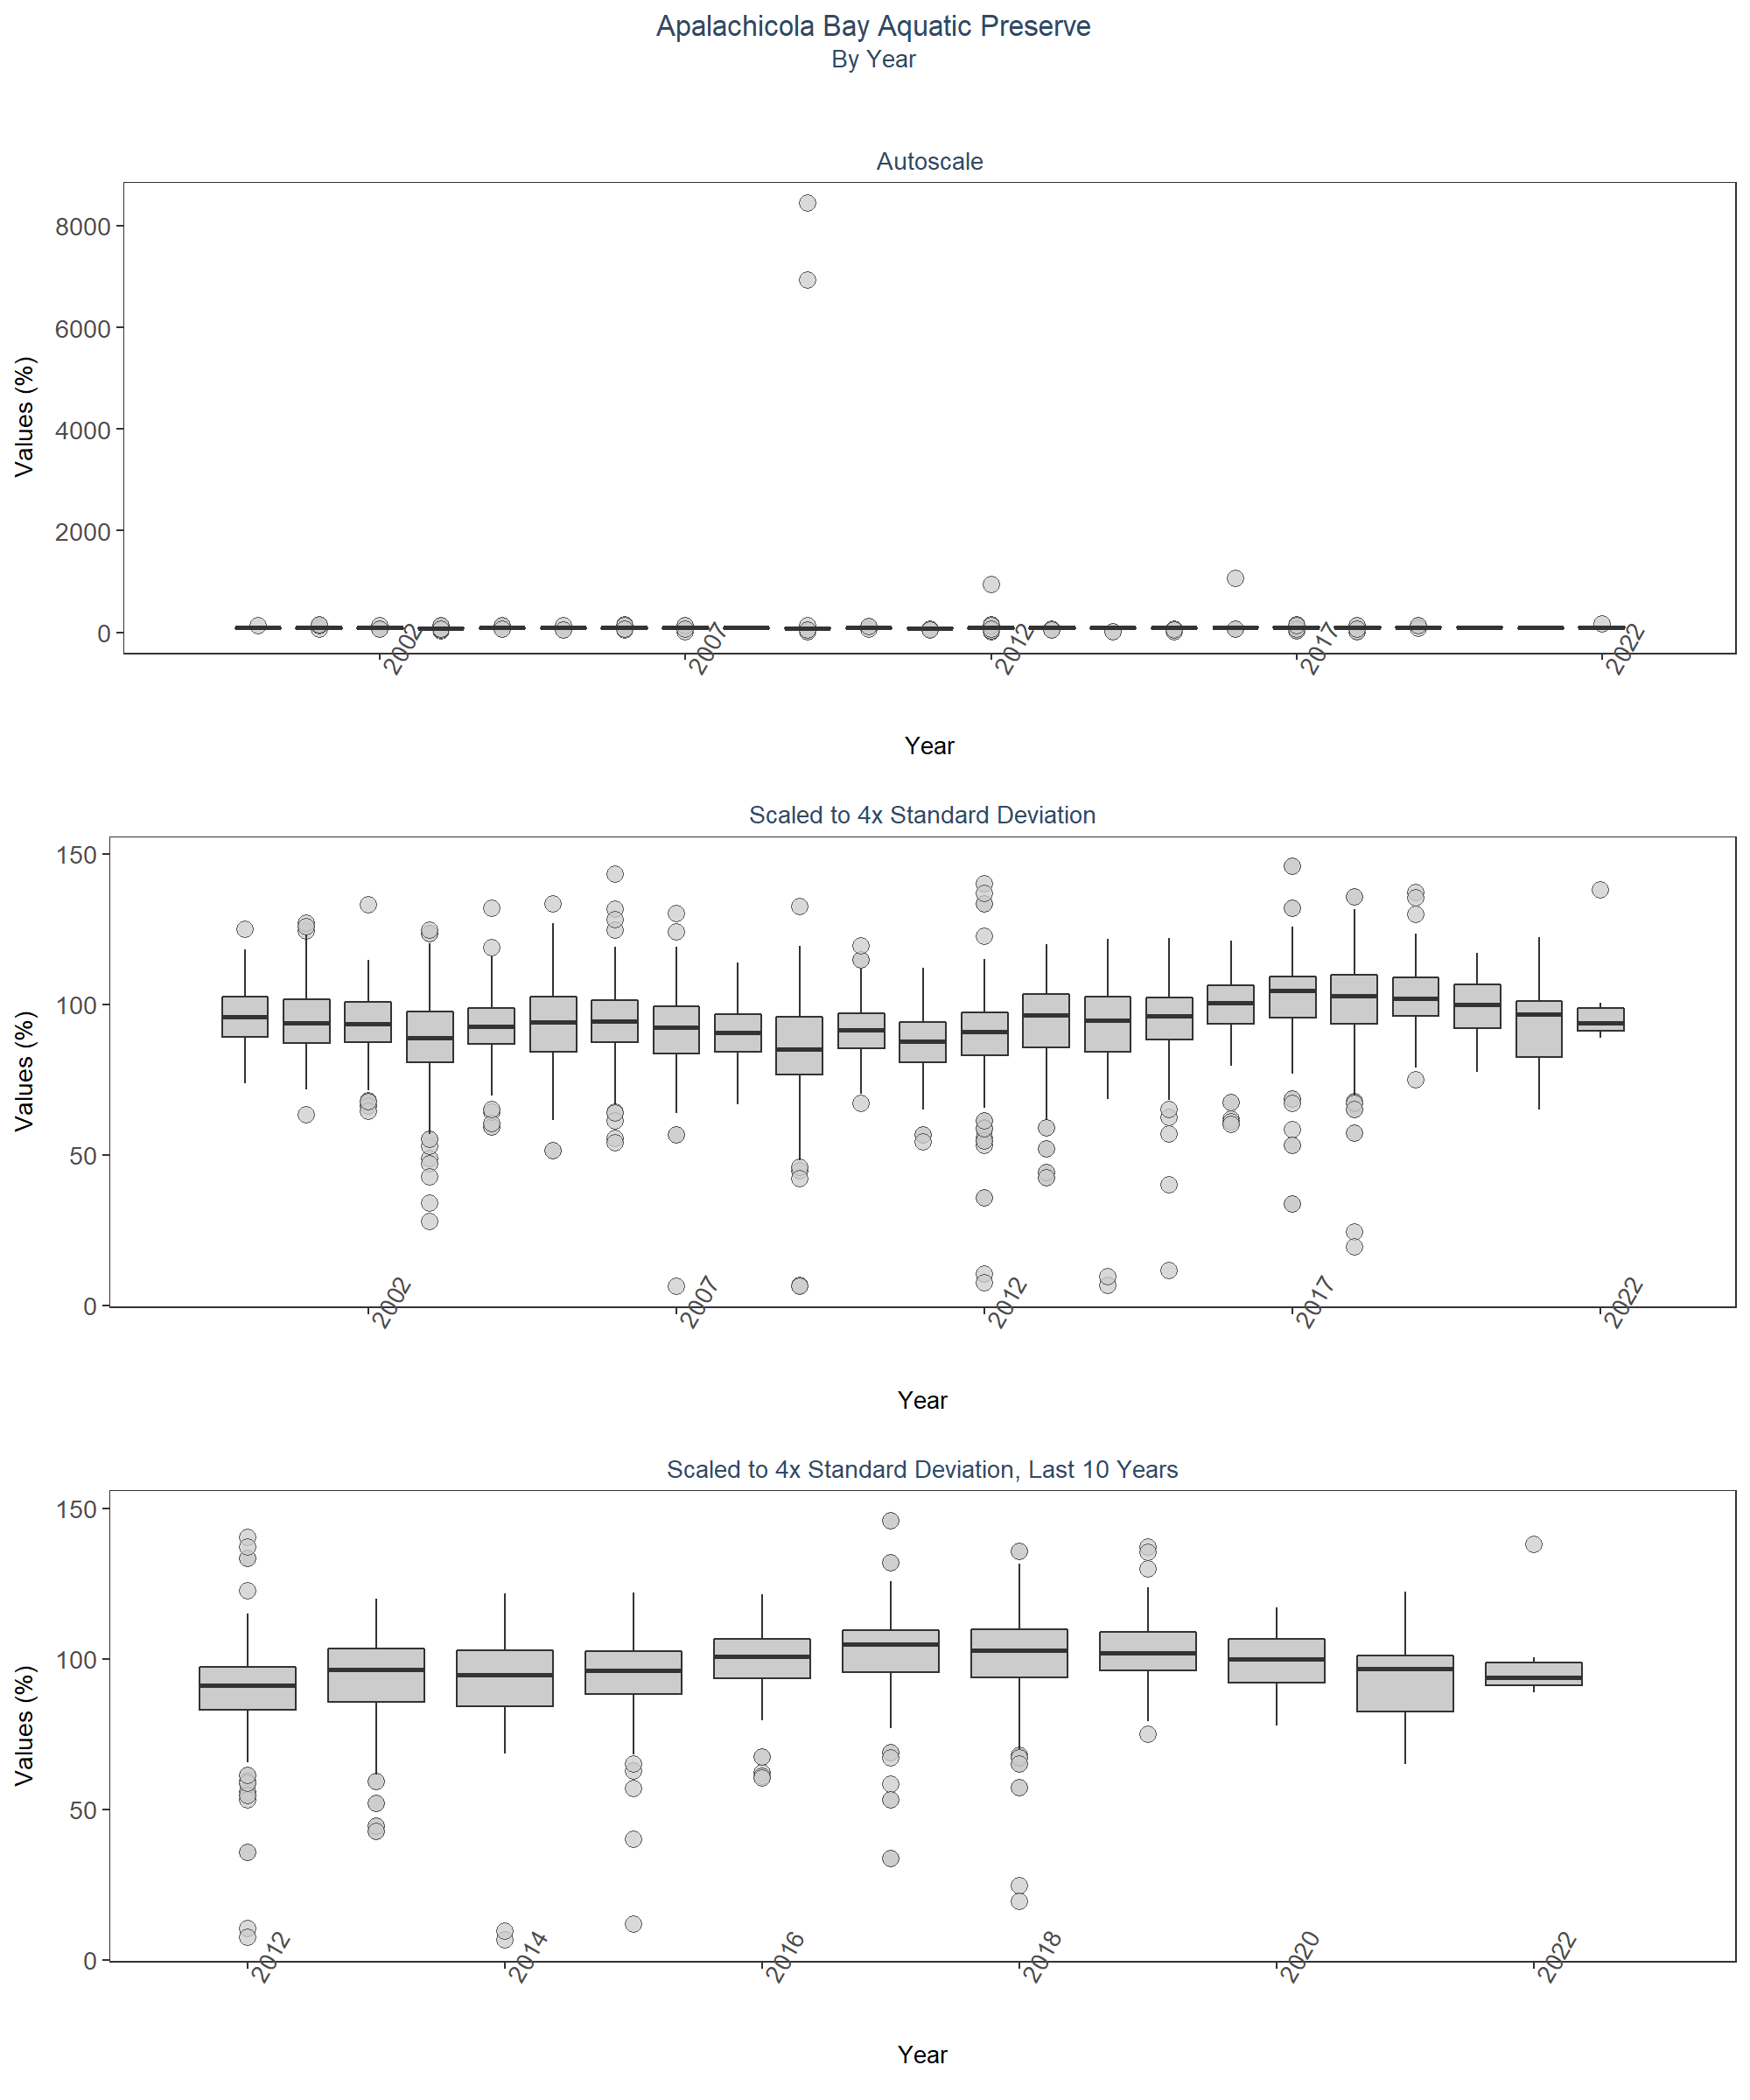 Apalachicola Bay Aquatic Preserve
By Year
Autoscale
8000
6000
4000
2000
0
Values (%)
2002
2007
2012
2017
2022
Year
Scaled to 4x Standard Deviation
150
100
50
0
Values (%)
2002
2007
2012
2017
2022
Year
Scaled to 4x Standard Deviation, Last 10 Years
150
100
50
0
Values (%)
2012
2014
2016
2018
2020
2022
Year